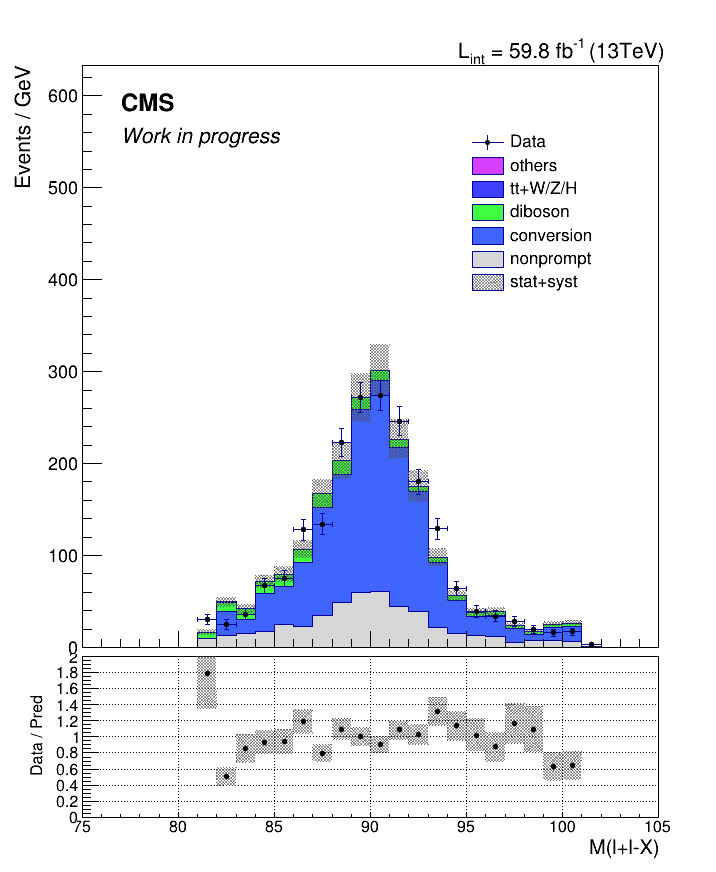 L_int = 59.8 fb⁻¹ (13TeV)
Events / GeV
CMS
Work in progress
Data
others
tt+W/Z/H
diboson
conversion
nonprompt
stat+syst
600
500
400
300
200
100
0
Data / Pred
2
1.8
1.6
1.4
1.2
1
0.8
0.6
0.4
0.2
0
75 80 85 90 95 100 105
M(l+l-X)